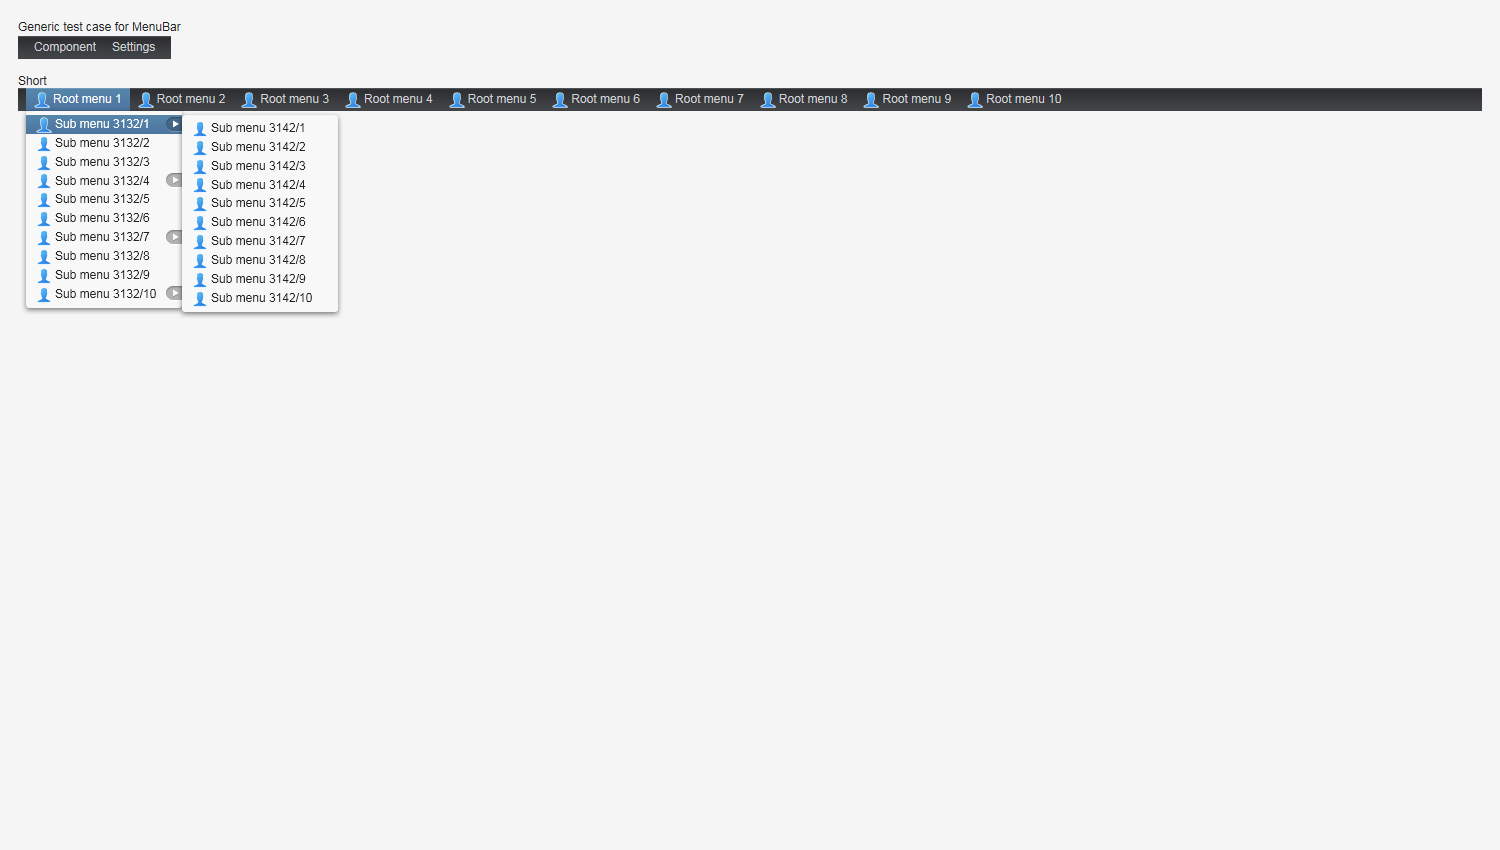 Generic test case for MenuBar
Component Settings
Short
Root menu 1 Root menu 2 Root menu 3 Root menu 4 Root menu 5 Root menu 6 Root menu 7 Root menu 8 Root menu 9 Root menu 10
Sub menu 3132/1
Sub menu 3132/2
Sub menu 3132/3
Sub menu 3132/4
Sub menu 3132/5
Sub menu 3132/6
Sub menu 3132/7
Sub menu 3132/8
Sub menu 3132/9
Sub menu 3132/10
Sub menu 3142/1
Sub menu 3142/2
Sub menu 3142/3
Sub menu 3142/4
Sub menu 3142/5
Sub menu 3142/6
Sub menu 3142/7
Sub menu 3142/8
Sub menu 3142/9
Sub menu 3142/10